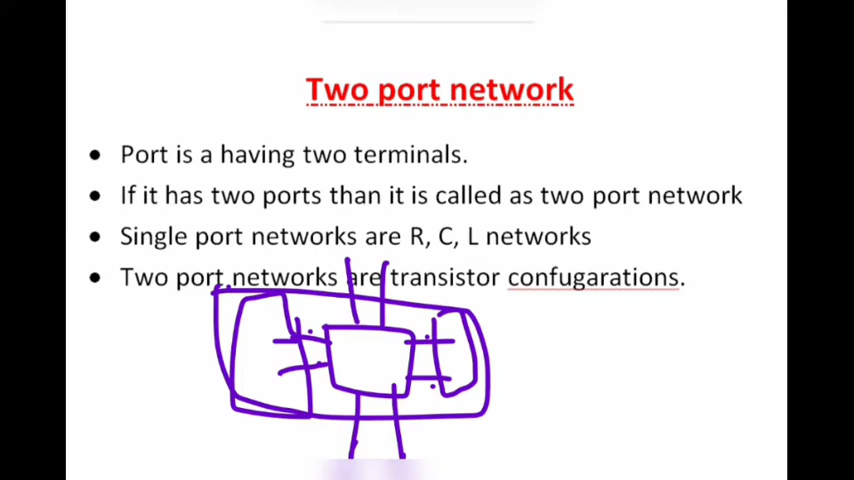 Two port network
• Port is a having two terminals.
• If it has two ports than it is called as two port network
• Single port networks are R, C, L networks
• Two port networks are transistor confugarations.